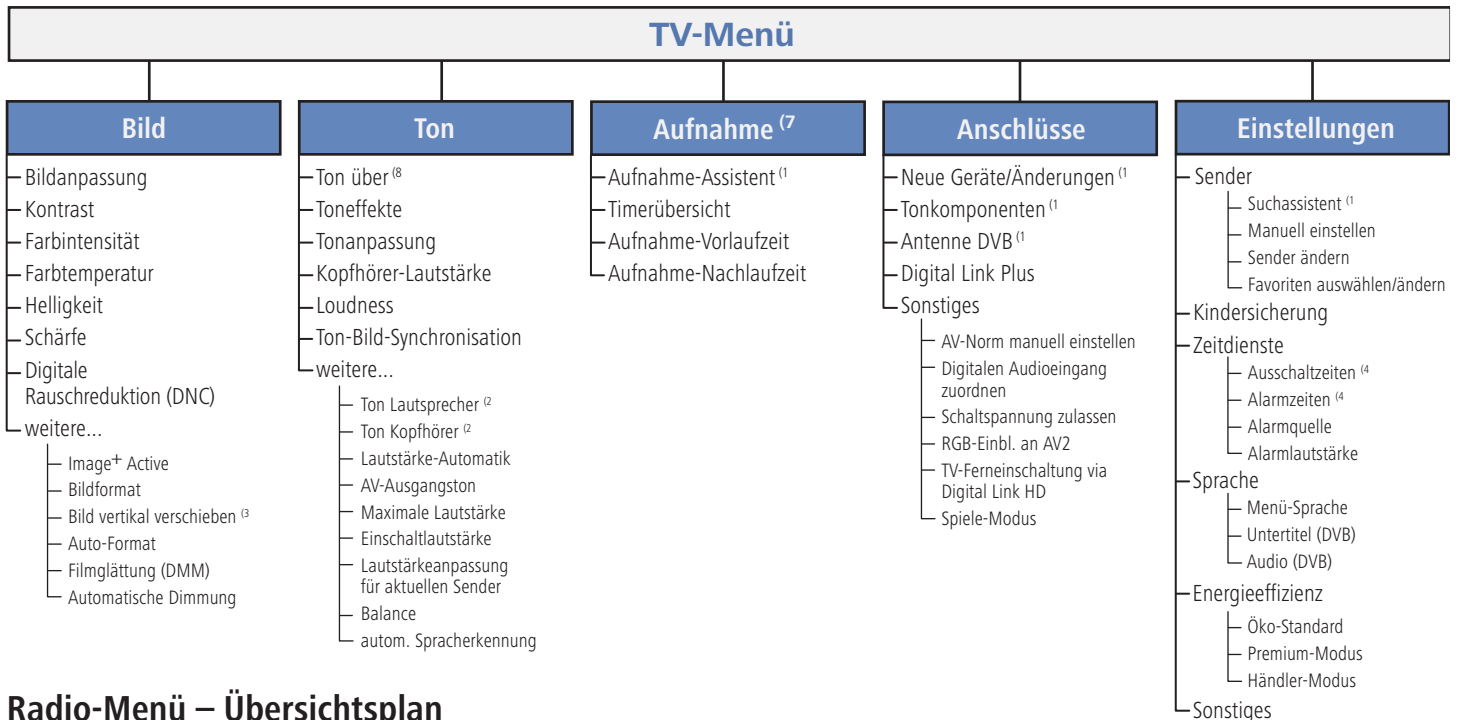 TV-Menü
Bild
Bildanpassung
Kontrast
Farbintensität
Farbtemperatur
Helligkeit
Schärfe
Digitale
Rauschreduktion (DNC)
weitere...
Image+ Active
Bildformat
Bild vertikal verschieben (3
Auto-Format
Filmglättung (DMM)
Automatische Dimmung
Ton
Ton über (8
Toneffekte
Tonanpassung
Kopfhörer-Lautstärke
Loudness
Ton-Bild-Synchronisation
weitere...
Ton Lautsprecher (2
Ton Kopfhörer (2
Lautstärke-Automatik
AV-Ausgangston
Maximale Lautstärke
Einschaltlautstärke
Lautstärkeanpassung
für aktuellen Sender
Balance
autom. Spracherkennung
Aufnahme (7
Aufnahme-Assistent (1
Timerübersicht
Aufnahme-Vorlaufzeit
Aufnahme-Nachlaufzeit
Anschlüsse
Neue Geräte/Änderungen (1
Tonkomponenten (1
Antenne DVB (1
Digital Link Plus
Sonstiges
AV-Norm manuell einstellen
Digitalen Audioeingang
zuordnen
Schaltspannung zulassen
RGB-Einbl. an AV2
TV-Ferneinschaltung via
Digital Link HD
Spiele-Modus
Einstellungen
Sender
Suchassistent (1
Manuell einstellen
Sender ändern
Favoriten auswählen/ändern
Kindersicherung
Zeitdienste
Ausschaltzeiten (4
Alarmzeiten (4
Alarmquelle
Alarmlautstärke
Sprache
Menü-Sprache
Untertitel (DVB)
Audio (DVB)
Energieeffizienz
Öko-Standard
Premium-Modus
Händler-Modus
Sonstiges
Radio-Menü – Übersichtsplan